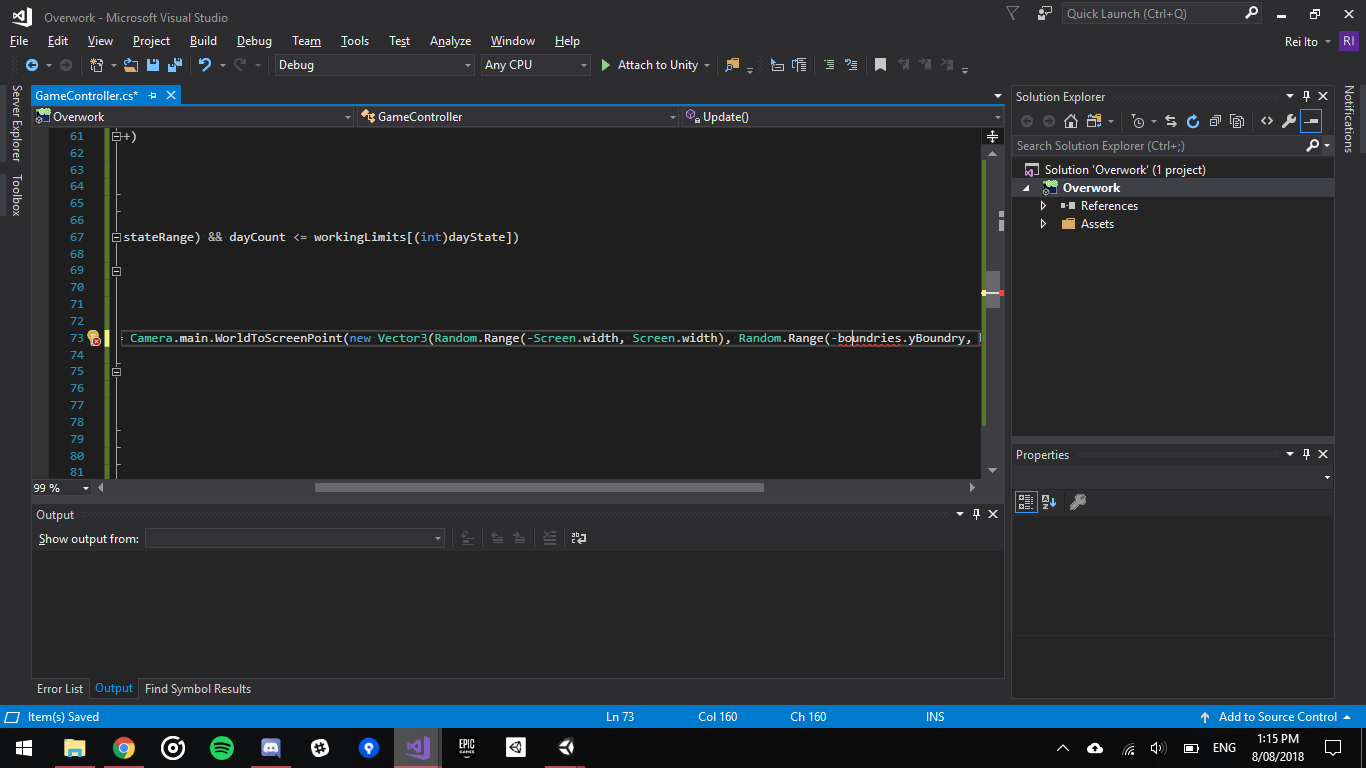 Overwork - Microsoft Visual Studio
Quick Launch (Ctrl+Q)
File Edit View Project Build Debug Team Tools Test Analyze Window Help
Rei Ito RI
Debug Any CPU Attach to Unity
Server Explorer
Toolbox
GameController.cs*
Overwork GameController Update()
61 +)
62
63
64
65
66
67 stateRange) && dayCount <= workingLimits[(int)dayState])
68
69
70
71
72
73 = Camera.main.WorldToScreenPoint(new Vector3(Random.Range(-Screen.width, Screen.width), Random.Range(-boundries.yBoundry,
74
75
76
77
78
79
80
81
99 %
Output
Show output from:
Error List Output Find Symbol Results
Solution Explorer
Search Solution Explorer (Ctrl+;)
Solution 'Overwork' (1 project)
Overwork
References
Assets
Properties
Notifications
Item(s) Saved Ln 73 Col 160 Ch 160 INS Add to Source Control
EPIC GAMES
ENG
1:15 PM
8/08/2018